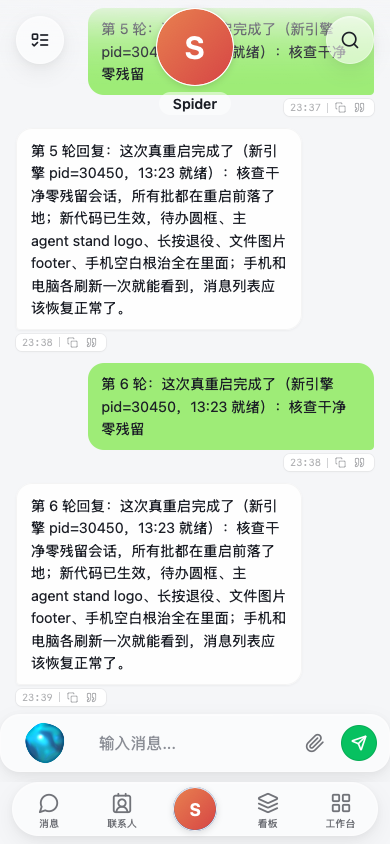 第 5 轮：这次真重启完成了（新引
擎 pid=30450，13:23 就绪）：核查干净
零残留
S
Spider
23:37
第 5 轮回复：这次真重启完成了（新引
擎 pid=30450，13:23 就绪）：核查干
净零残留会话，所有批都在重启前落了
地；新代码已生效，待办圆框、主
agent stand logo、长按退役、文件图片
footer、手机空白根治全在里面；手机和
电脑各刷新一次就能看到，消息列表应
该恢复正常了。
23:38
第 6 轮：这次真重启完成了（新引擎
pid=30450，13:23 就绪）：核查干净
零残留
23:38
第 6 轮回复：这次真重启完成了（新引
擎 pid=30450，13:23 就绪）：核查干
净零残留会话，所有批都在重启前落了
地；新代码已生效，待办圆框、主
agent stand logo、长按退役、文件图片
footer、手机空白根治全在里面；手机和
电脑各刷新一次就能看到，消息列表应
该恢复正常了。
23:39
输入消息...
消息
联系人
S
看板
工作台